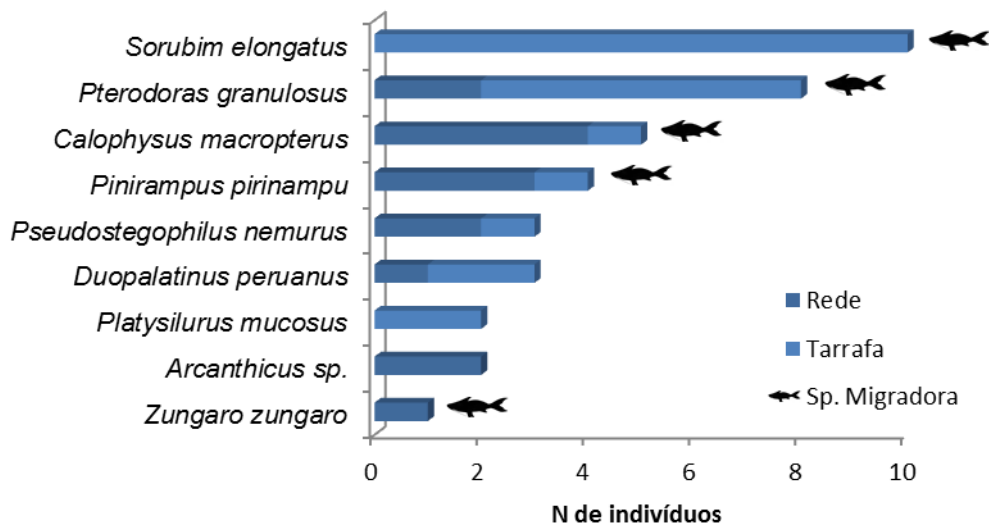 Sorubim elongatus
Pterodoras granulosus
Calophysus macropterus
Pinirampus pirinampu
Pseudostegophilus nemurus
Duopalatinus peruanus
Platysilurus mucosus
Arcanthicus sp.
Zungaro zungaro
Rede
Tarrafa
Sp. Migradora
0 2 4 6 8 10
N de indivíduos